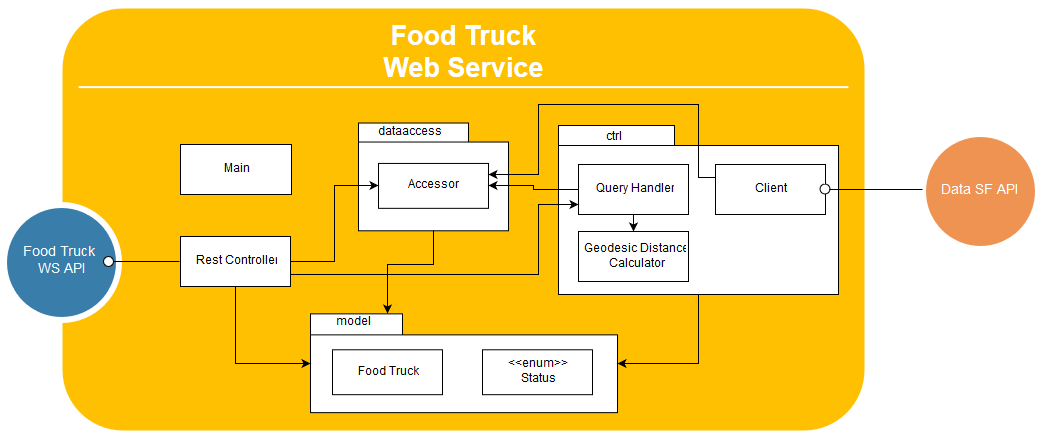 Food Truck
Web Service
dataaccess
ctrl
Main
Accessor
Query Handler
Client
Data SF API
Food Truck
WS API
Rest Controller
Geodesic Distance
Calculator
model
Food Truck
<<enum>>
Status